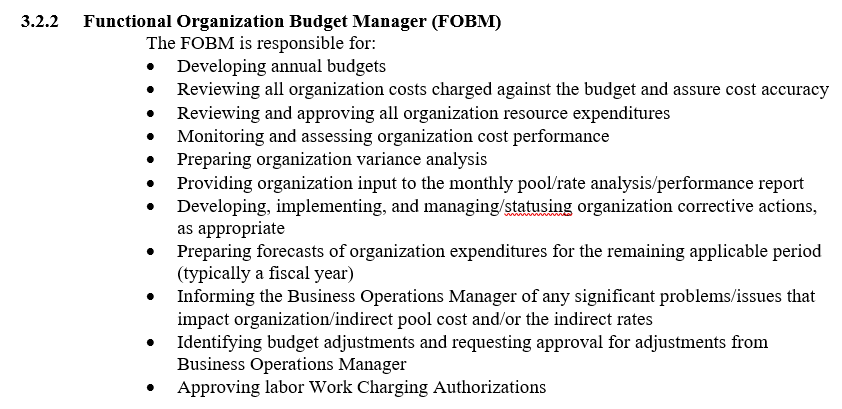 3.2.2 Functional Organization Budget Manager (FOBM)
The FOBM is responsible for:
• Developing annual budgets
• Reviewing all organization costs charged against the budget and assure cost accuracy
• Reviewing and approving all organization resource expenditures
• Monitoring and assessing organization cost performance
• Preparing organization variance analysis
• Providing organization input to the monthly pool/rate analysis/performance report
• Developing, implementing, and managing/statusing organization corrective actions,
as appropriate
• Preparing forecasts of organization expenditures for the remaining applicable period
(typically a fiscal year)
• Informing the Business Operations Manager of any significant problems/issues that
impact organization/indirect pool cost and/or the indirect rates
• Identifying budget adjustments and requesting approval for adjustments from
Business Operations Manager
• Approving labor Work Charging Authorizations